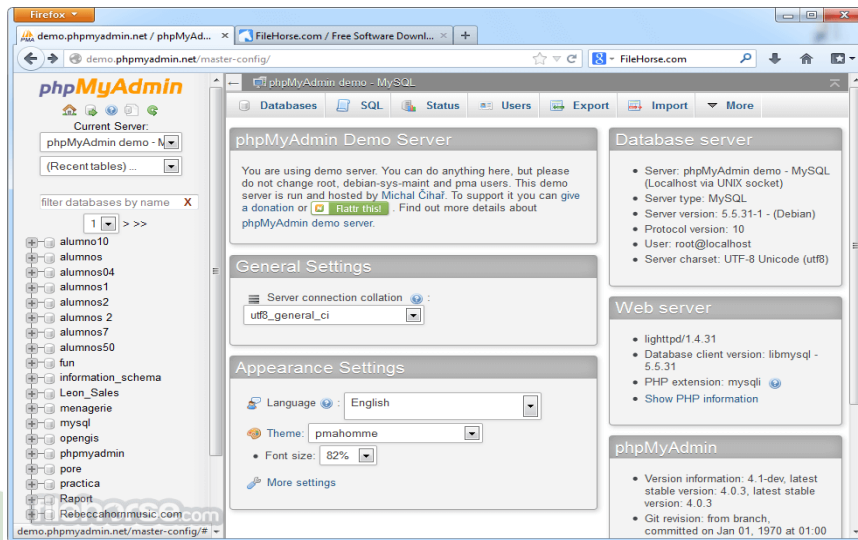 Firefox
demo.phpmyadmin.net / phpMyAd... ×
FileHorse.com / Free Software Downl... × +
demo.phpmyadmin.net/master-config/
8 - FileHorse.com
phpMyAdmin
Current Server:
phpMyAdmin demo - M
(Recent tables) ...
filter databases by name X
1 > >>
alumno10
alumnos
alumnos04
alumnos1
alumnos2
alumnos 2
alumnos7
alumnos50
fun
information_schema
Leon_Sales
menagerie
mysql
opengis
phpmyadmin
pore
practica
Raport
Rebeccahornmusic.com
demo.phpmyadmin.net/master-config/#
phpMyAdmin demo - MySQL
Databases SQL Status Users Export Import More
phpMyAdmin Demo Server
You are using demo server. You can do anything here, but please
do not change root, debian-sys-maint and pma users. This demo
server is run and hosted by Michal Čihař. To support it you can give
a donation or Rattr this! . Find out more details about
phpMyAdmin demo server.
General Settings
Server connection collation :
utf8_general_ci
Appearance Settings
Language : English
Theme: pmahomme
• Font size: 82%
More settings
Database server
• Server: phpMyAdmin demo - MySQL
(Localhost via UNIX socket)
• Server type: MySQL
• Server version: 5.5.31-1 - (Debian)
• Protocol version: 10
• User: root@localhost
• Server charset: UTF-8 Unicode (utf8)
Web server
• lighttpd/1.4.31
• Database client version: libmysql -
5.5.31
• PHP extension: mysqli
• Show PHP information
phpMyAdmin
• Version information: 4.1-dev, latest
stable version: 4.0.3, latest stable
version: 4.0.3
• Git revision: from branch,
committed on Jan 01, 1970 at 01:00
filehorse.com